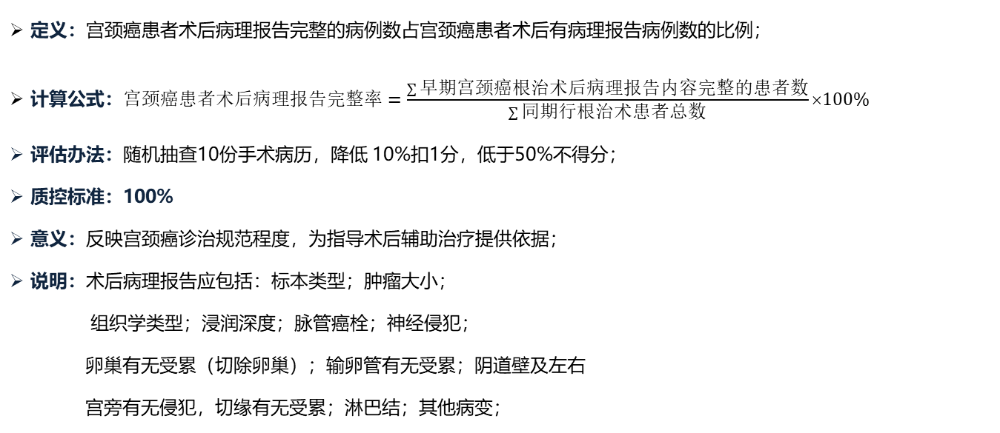 ➢ 定义：宫颈癌患者术后病理报告完整的病例数占宫颈癌患者术后有病理报告病例数的比例；
➢ 计算公式：宫颈癌患者术后病理报告完整率 = ∑早期宫颈癌根治术后病理报告内容完整的患者数 / ∑同期行根治术患者总数 ×100%
➢ 评估办法：随机抽查10份手术病历，降低 10%扣1分，低于50%不得分；
➢ 质控标准：100%
➢ 意义：反映宫颈癌诊治规范程度，为指导术后辅助治疗提供依据；
➢ 说明：术后病理报告应包括：标本类型；肿瘤大小；
组织学类型；浸润深度；脉管癌栓；神经侵犯；
卵巢有无受累（切除卵巢）；输卵管有无受累；阴道壁及左右
宫旁有无侵犯，切缘有无受累；淋巴结；其他病变；